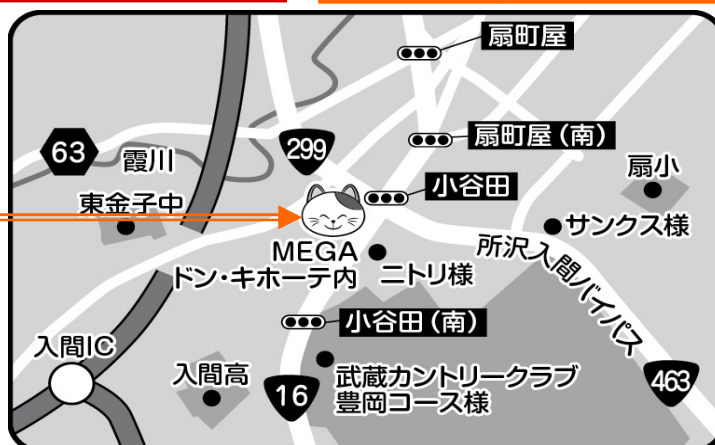 扇町屋
扇町屋(南)
299
63
霞川
小谷田
扇小
東金子中
サンクス様
MEGA
ドン・キホーテ内
ニトリ様
所沢入間バイパス
小谷田(南)
入間IC
入間高
16
武蔵カントリークラブ
豊岡コース様
463